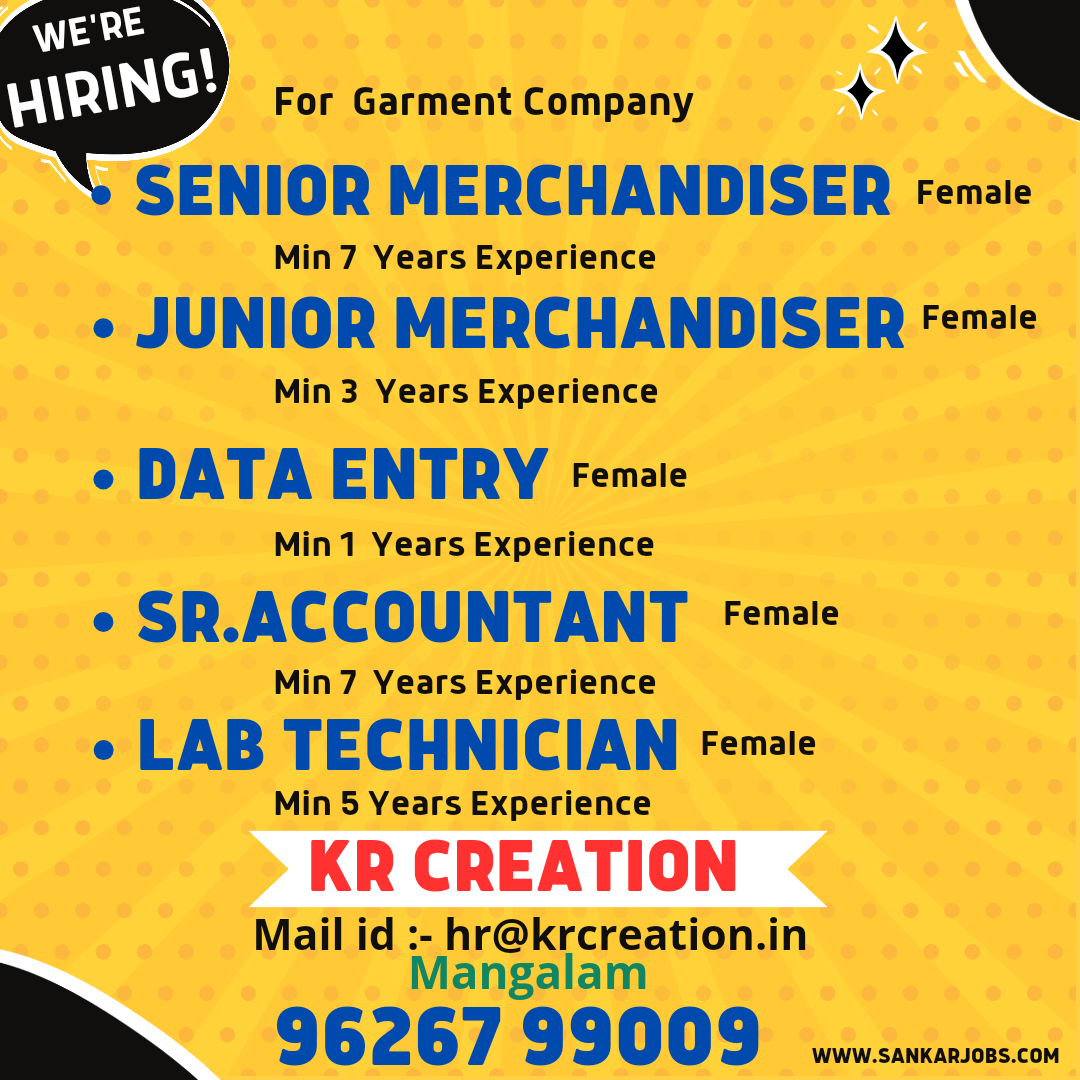 WE'RE
HIRING!
For Garment Company
• SENIOR MERCHANDISER Female
Min 7 Years Experience
• JUNIOR MERCHANDISER Female
Min 3 Years Experience
• DATA ENTRY Female
Min 1 Years Experience
• SR.ACCOUNTANT Female
Min 7 Years Experience
• LAB TECHNICIAN Female
Min 5 Years Experience
KR CREATION
Mail id :- hr@krcreation.in
Mangalam
96267 99009
WWW.SANKARJOBS.COM